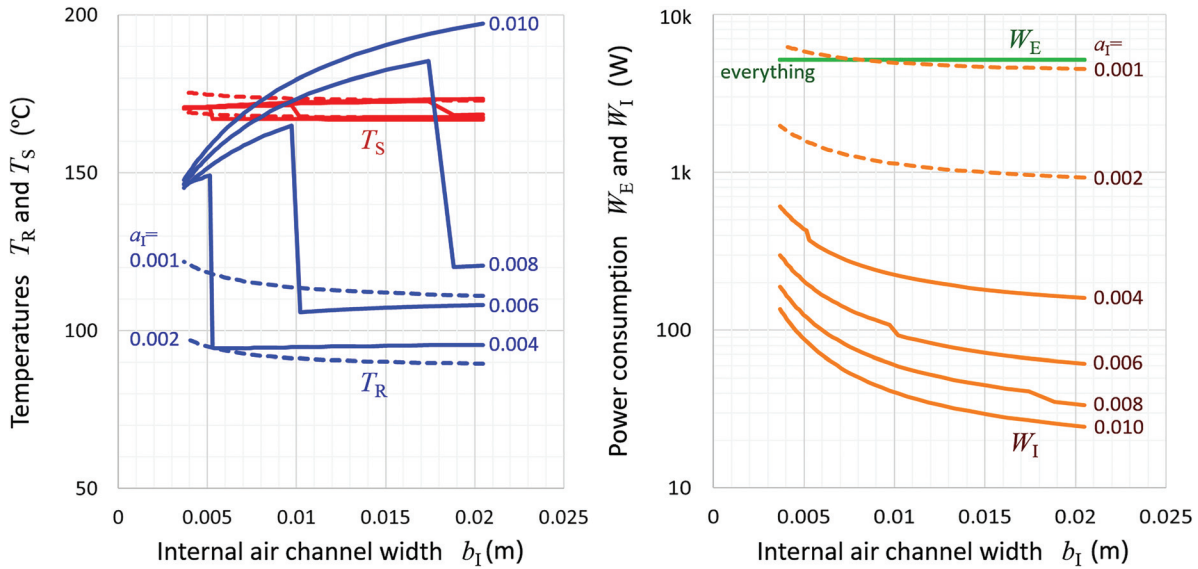 Temperatures T_R and T_S (ºC)
200
150
100
50
0
0.005
0.01
0.015
0.02
0.025
Internal air channel width b_I (m)
0.010
T_S
a_I=
0.001
0.008
0.006
0.002
0.004
T_R
Power consumption W_E and W_I (W)
10k
1k
100
10
0
0.005
0.01
0.015
0.02
0.025
Internal air channel width b_I (m)
W_E
a_I=
everything
0.001
0.002
0.004
0.006
0.008
0.010
W_I